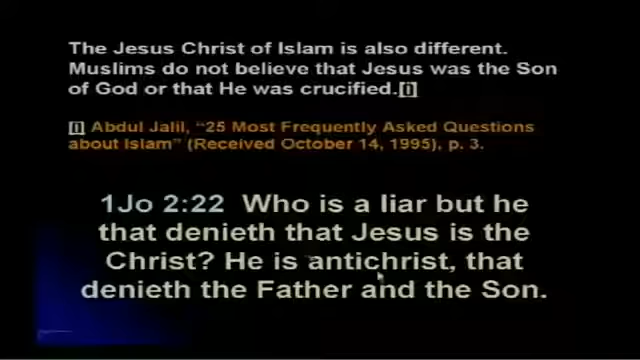 The Jesus Christ of Islam is also different.
Muslims do not believe that Jesus was the Son
of God or that He was crucified.[i]
[i] Abdul Jalil, “25 Most Frequently Asked Questions
about Islam” (Received October 14, 1995), p. 3.
1Jo 2:22 Who is a liar but he
that denieth that Jesus is the
Christ? He is antichrist, that
denieth the Father and the Son.